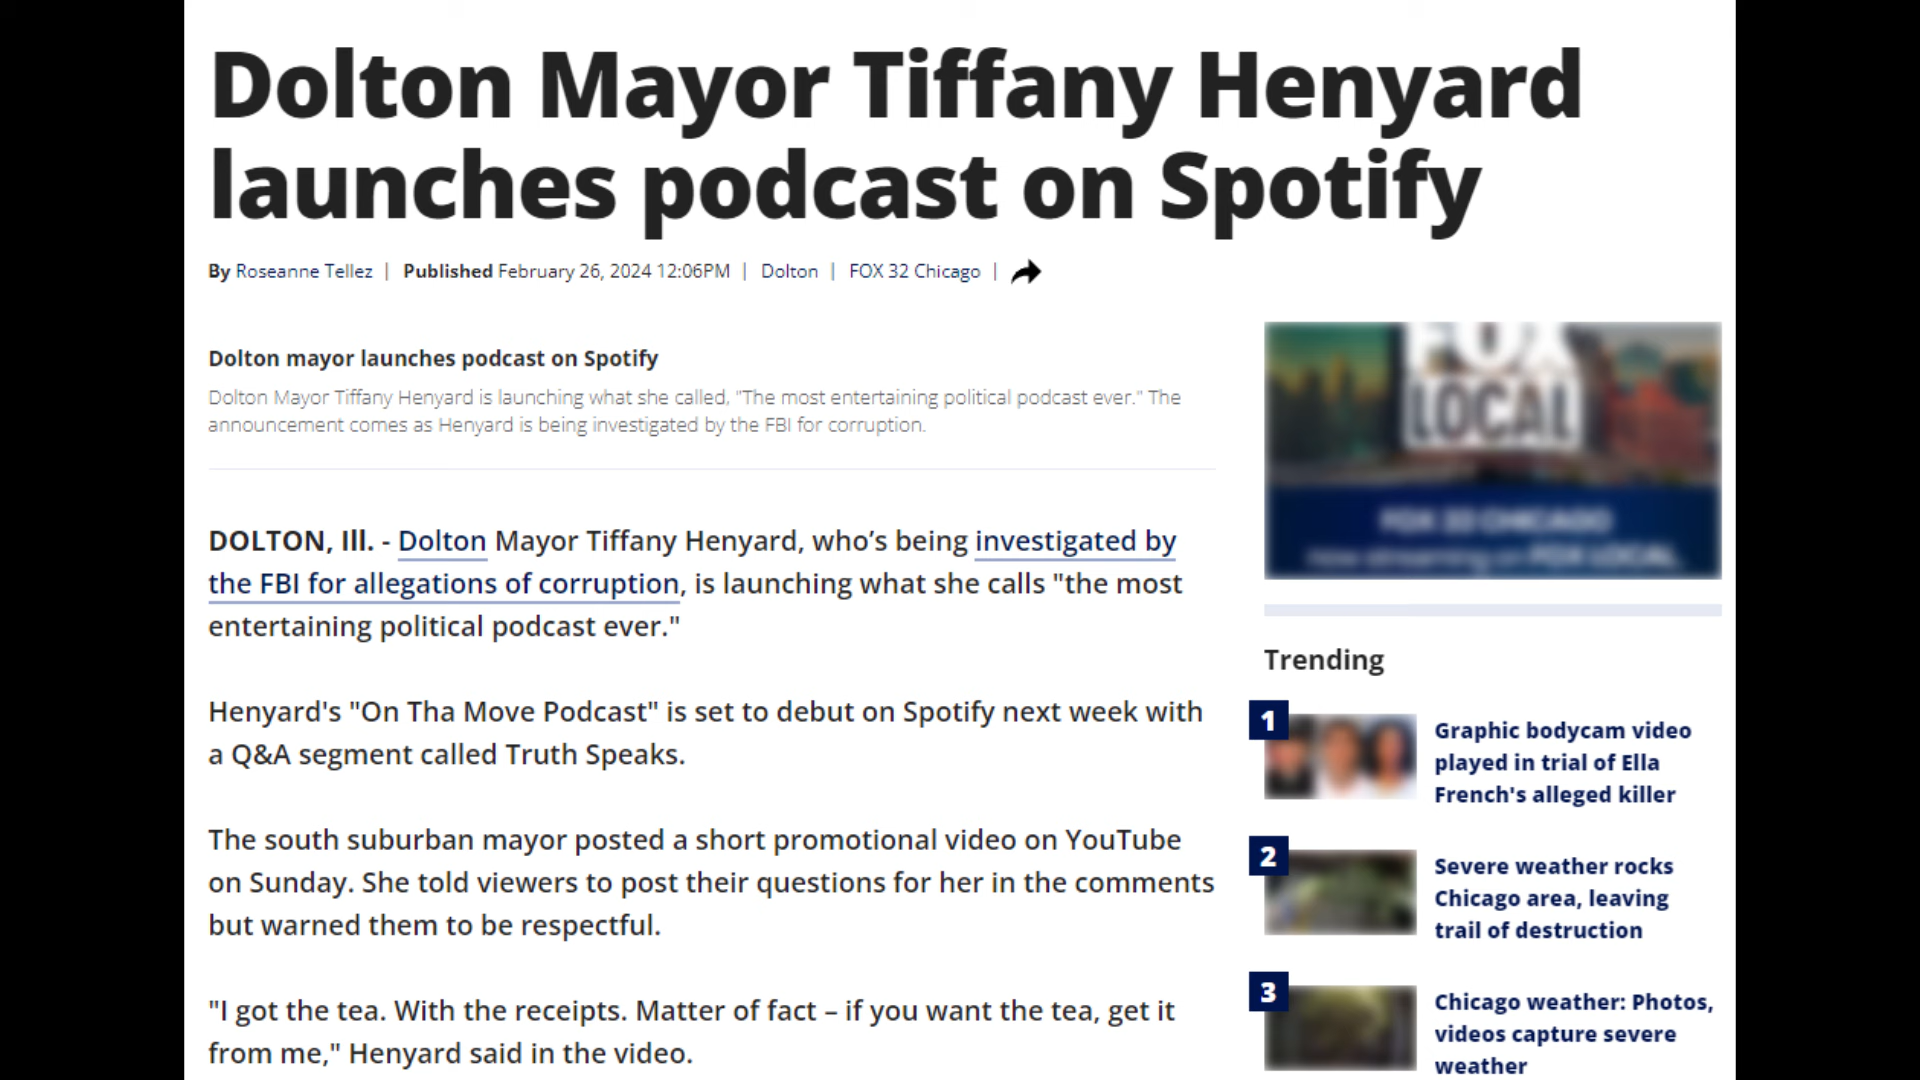 Dolton Mayor Tiffany Henyard
launches podcast on Spotify
By Roseanne Tellez | Published February 26, 2024 12:06PM | Dolton | FOX 32 Chicago |
Dolton mayor launches podcast on Spotify
Dolton Mayor Tiffany Henyard is launching what she called, "The most entertaining political podcast ever." The
announcement comes as Henyard is being investigated by the FBI for corruption.
DOLTON, Ill. - Dolton Mayor Tiffany Henyard, who’s being investigated by
the FBI for allegations of corruption, is launching what she calls "the most
entertaining political podcast ever."
Henyard's "On Tha Move Podcast" is set to debut on Spotify next week with
a Q&A segment called Truth Speaks.
The south suburban mayor posted a short promotional video on YouTube
on Sunday. She told viewers to post their questions for her in the comments
but warned them to be respectful.
"I got the tea. With the receipts. Matter of fact – if you want the tea, get it
from me," Henyard said in the video.
FOX
LOCAL
FOX 32 CHICAGO
now streaming on FOX LOCAL.
Trending
1
Graphic bodycam video
played in trial of Ella
French's alleged killer
2
Severe weather rocks
Chicago area, leaving
trail of destruction
3
Chicago weather: Photos,
videos capture severe
weather